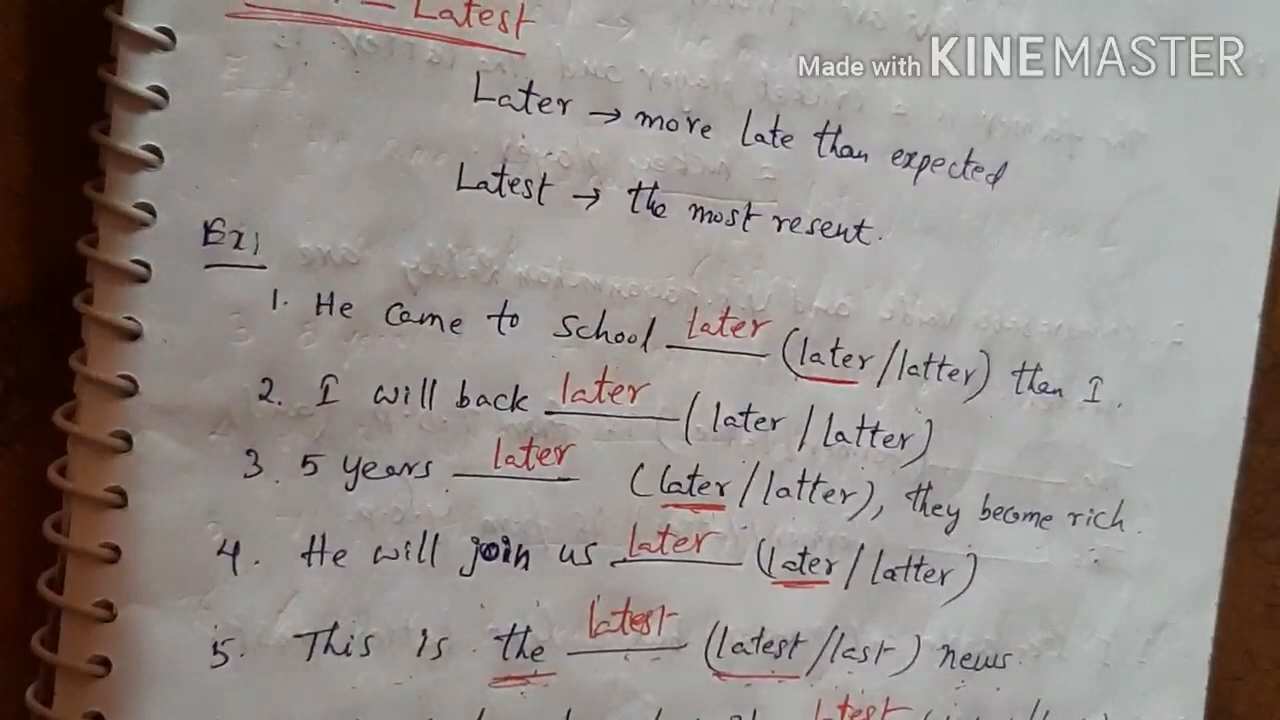 – Latest
Made with KINEMASTER
Later → more late than expected
Latest → the most resent.
Ex,
1. He came to school later (later/latter) then I.
2. I will back later (later/latter)
3. 5 years later (later/latter), they become rich.
4. He will join us later (later/latter)
5. This is the latest (latest/last) news.
latest